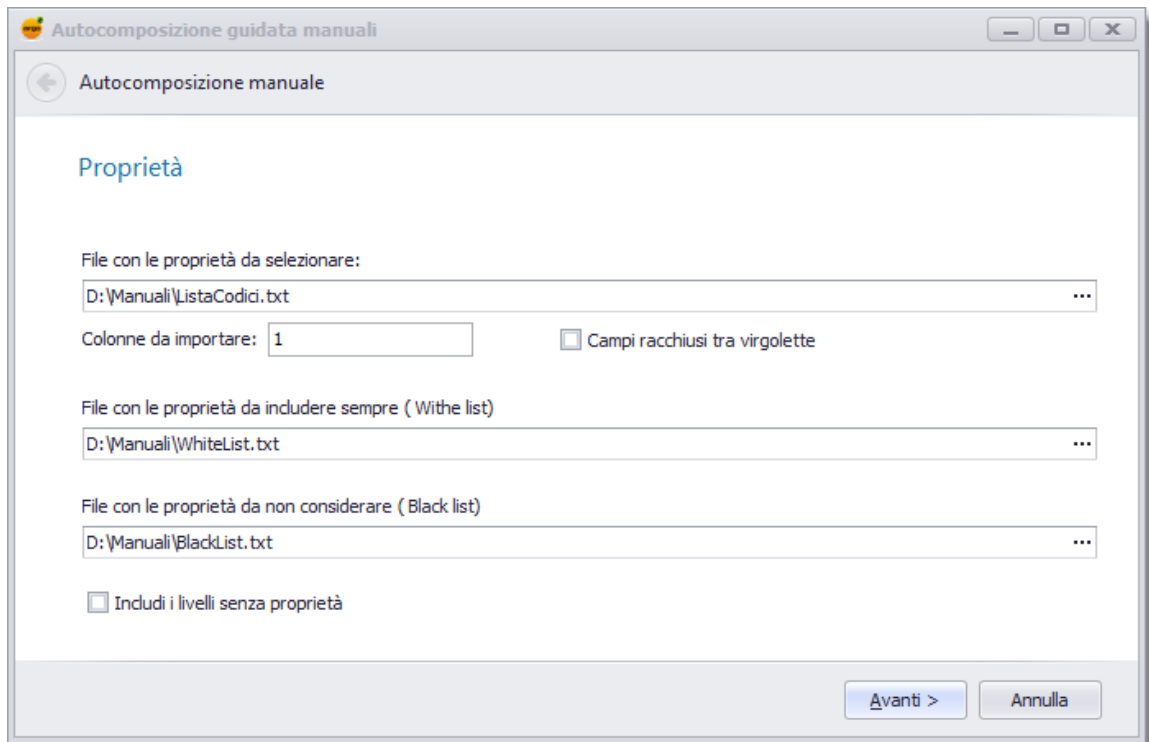 Autocomposizione guidata manuali
Autocomposizione manuale
Proprietà
File con le proprietà da selezionare:
D:\Manuali\ListaCodici.txt
...
Colonne da importare: 1
Campi racchiusi tra virgolette
File con le proprietà da includere sempre ( Withe list)
D:\Manuali\WhiteList.txt
...
File con le proprietà da non considerare ( Black list)
D:\Manuali\BlackList.txt
...
Includi i livelli senza proprietà
Avanti >
Annulla